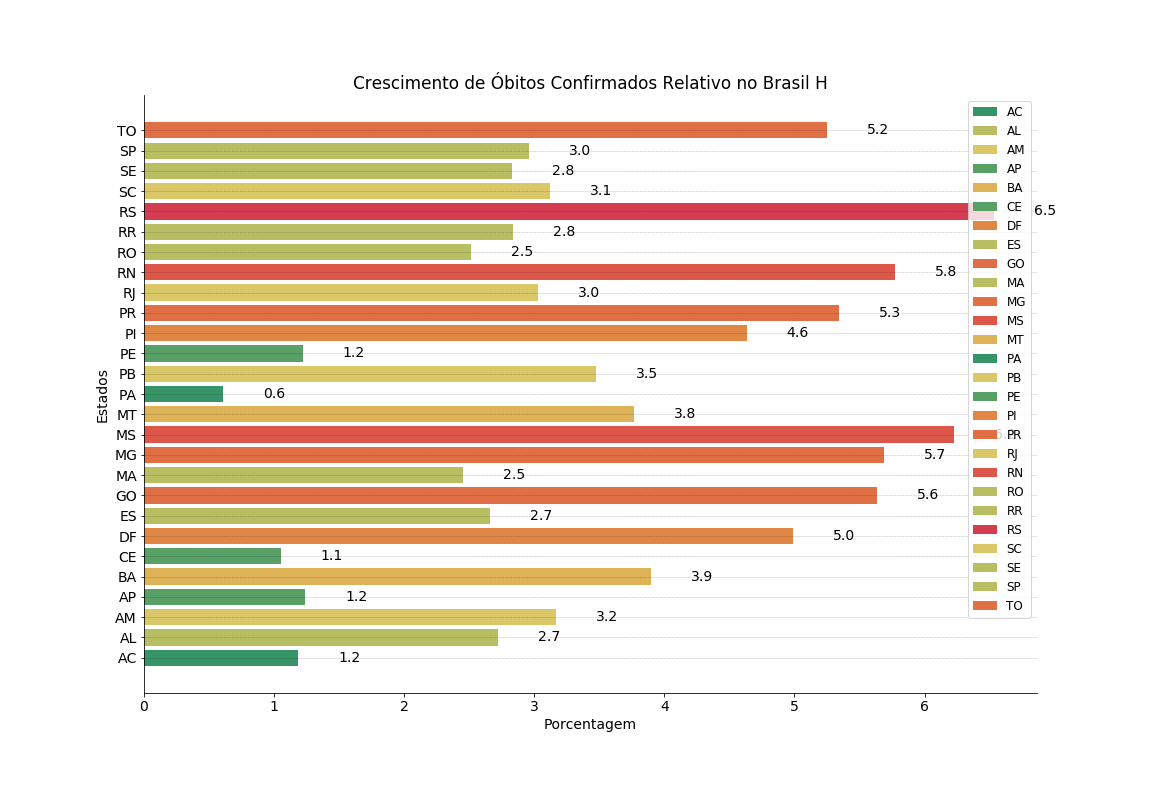 Crescimento de Óbitos Confirmados Relativo no Brasil H
TO 5.2
SP 3.0
SE 2.8
SC 3.1
RS 6.5
RR 2.8
RO 2.5
RN 5.8
RJ 3.0
PR 5.3
PI 4.6
PE 1.2
PB 3.5
PA 0.6
MT 3.8
MS
MG 5.7
MA 2.5
GO 5.6
ES 2.7
DF 5.0
CE 1.1
BA 3.9
AP 1.2
AM 3.2
AL 2.7
AC 1.2
Estados
0 1 2 3 4 5 6
Porcentagem
AC
AL
AM
AP
BA
CE
DF
ES
GO
MA
MG
MS
MT
PA
PB
PE
PI
PR
RJ
RN
RO
RR
RS
SC
SE
SP
TO